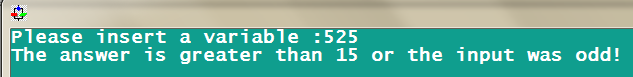 Please insert a variable :525
The answer is greater than 15 or the input was odd!